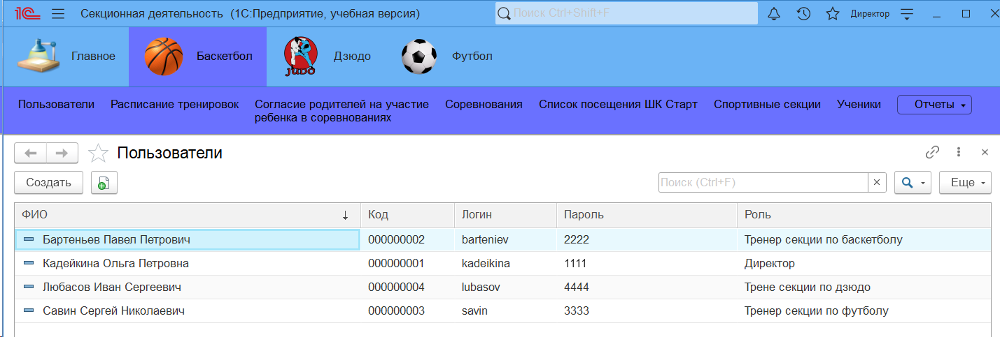 1С Секционная деятельность (1С:Предприятие, учебная версия) Поиск Ctrl+Shift+F Директор
Главное Баскетбол JUDO Дзюдо Футбол
Пользователи Расписание тренировок Согласие родителей на участие Соревнования Список посещения ШК Старт Спортивные секции Ученики Отчеты
ребенка в соревнованиях
Пользователи
Создать Поиск (Ctrl+F) Еще
ФИО Код Логин Пароль Роль
Бартеньев Павел Петрович 000000002 barteniev 2222 Тренер секции по баскетболу
Кадейкина Ольга Петровна 000000001 kadeikina 1111 Директор
Любасов Иван Сергеевич 000000004 lubasov 4444 Трене секции по дзюдо
Савин Сергей Николаевич 000000003 savin 3333 Тренер секции по футболу